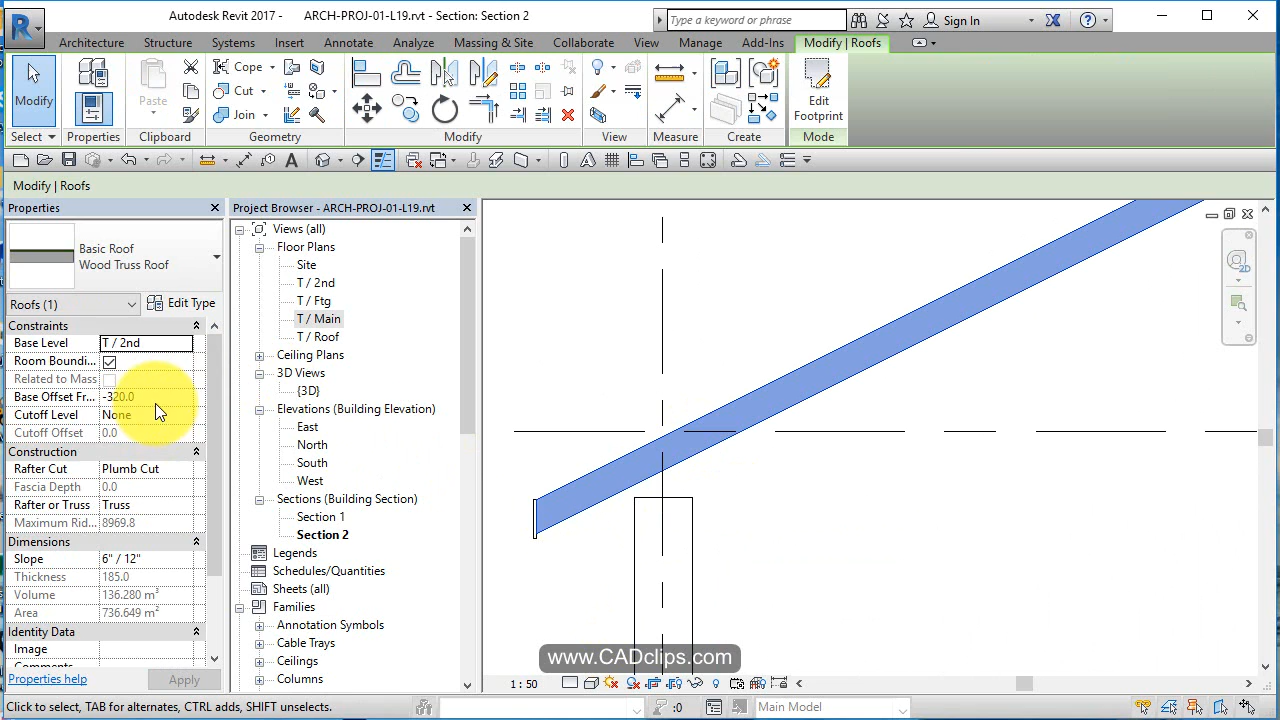 Autodesk Revit 2017 - ARCH-PROJ-01-L19.rvt - Section: Section 2
Type a keyword or phrase
Sign In
Architecture Structure Systems Insert Annotate Analyze Massing & Site Collaborate View Manage Add-Ins Modify | Roofs
Modify
Paste
Cope
Cut
Join
Edit
Footprint
Select Properties Clipboard Geometry Modify View Measure Create Mode
Modify | Roofs
Properties
Basic Roof
Wood Truss Roof
Roofs (1)
Edit Type
Constraints
Base Level T / 2nd
Room Boundi...
Related to Mass
Base Offset Fr... -320.0
Cutoff Level None
Cutoff Offset 0.0
Construction
Rafter Cut Plumb Cut
Fascia Depth 0.0
Rafter or Truss Truss
Maximum Rid... 8969.8
Dimensions
Slope 6" / 12"
Thickness 185.0
Volume 136.280 m³
Area 736.649 m²
Identity Data
Image
Comments
Properties help
Apply
Project Browser - ARCH-PROJ-01-L19.rvt
Views (all)
Floor Plans
Site
T / 2nd
T / Ftg
T / Main
T / Roof
Ceiling Plans
3D Views
{3D}
Elevations (Building Elevation)
East
North
South
West
Sections (Building Section)
Section 1
Section 2
Legends
Schedules/Quantities
Sheets (all)
Families
Annotation Symbols
Cable Trays
Ceilings
Columns
2D
www.CADclips.com
1 : 50
Click to select, TAB for alternates, CTRL adds, SHIFT unselects.
:0
Main Model